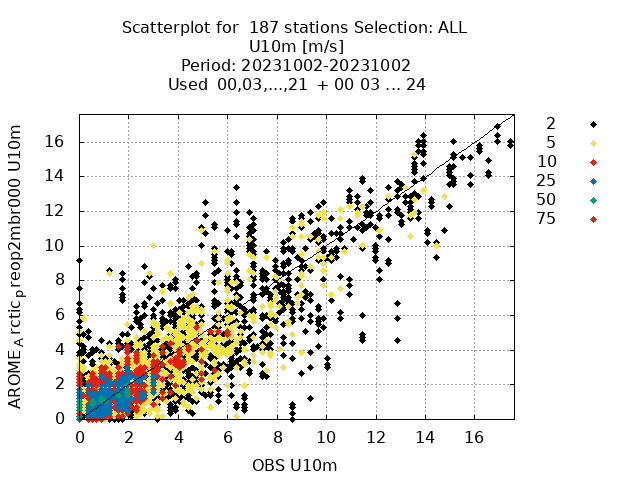 Scatterplot for 187 stations Selection: ALL
U10m [m/s]
Period: 20231002-20231002
Used 00,03,...,21 + 00 03 ... 24
AROME_Arctic_preop2mbr000 U10m
16
14
12
10
8
6
4
2
0
0 2 4 6 8 10 12 14 16
OBS U10m
2
5
10
25
50
75